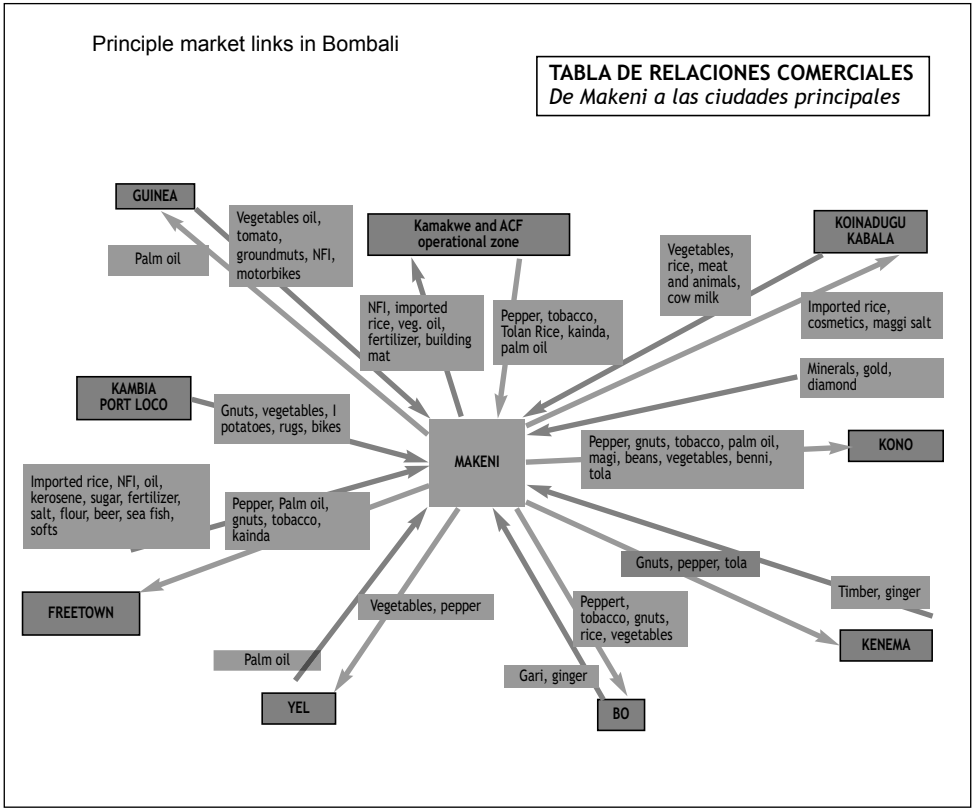 Principle market links in Bombali
TABLA DE RELACIONES COMERCIALES
De Makeni a las ciudades principales
GUINEA
Palm oil
Vegetables oil,
tomato,
groundmuts, NFI,
motorbikes
Kamakwe and ACF
operational zone
NFI, imported
rice, veg. oil,
fertilizer, building
mat
Pepper, tobacco,
Tolan Rice, kainda,
palm oil
Vegetables,
rice, meat
and animals,
cow milk
KOINADUGU
KABALA
Imported rice,
cosmetics, maggi salt
Minerals, gold,
diamond
KAMBIA
PORT LOCO
Gnuts, vegetables, I
potatoes, rugs, bikes
MAKENI
Pepper, gnuts, tobacco, palm oil,
magi, beans, vegetables, benni,
tola
KONO
Imported rice, NFI, oil,
kerosene, sugar, fertilizer,
salt, flour, beer, sea fish,
softs
Pepper, Palm oil,
gnuts, tobacco,
kainda
FREETOWN
Vegetables, pepper
Palm oil
YEL
Peppert,
tobacco, gnuts,
rice, vegetables
Gari, ginger
BO
Gnuts, pepper, tola
Timber, ginger
KENEMA